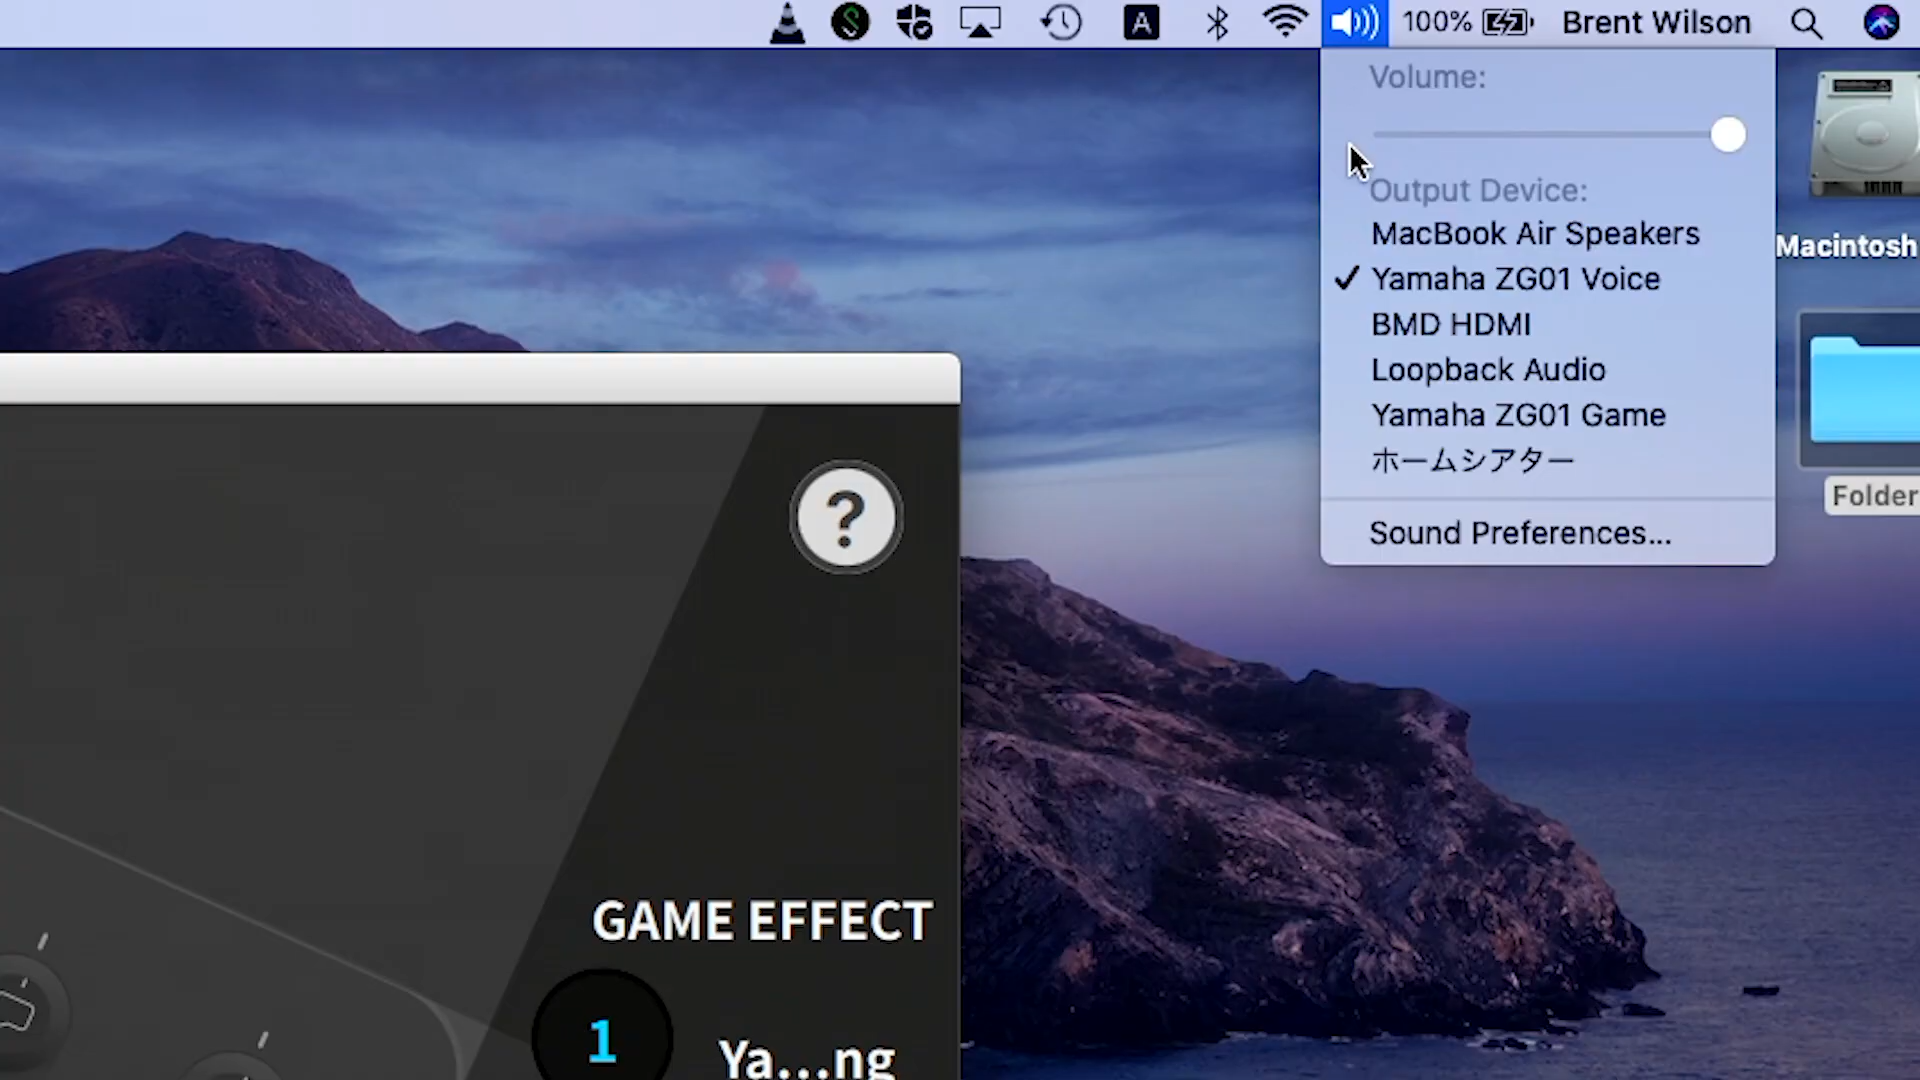 A
100%
Brent Wilson
Volume:
Output Device:
MacBook Air Speakers
Yamaha ZG01 Voice
BMD HDMI
Loopback Audio
Yamaha ZG01 Game
ホームシアター
Sound Preferences...
Macintosh
Folder
?
GAME EFFECT
1
Ya...ng